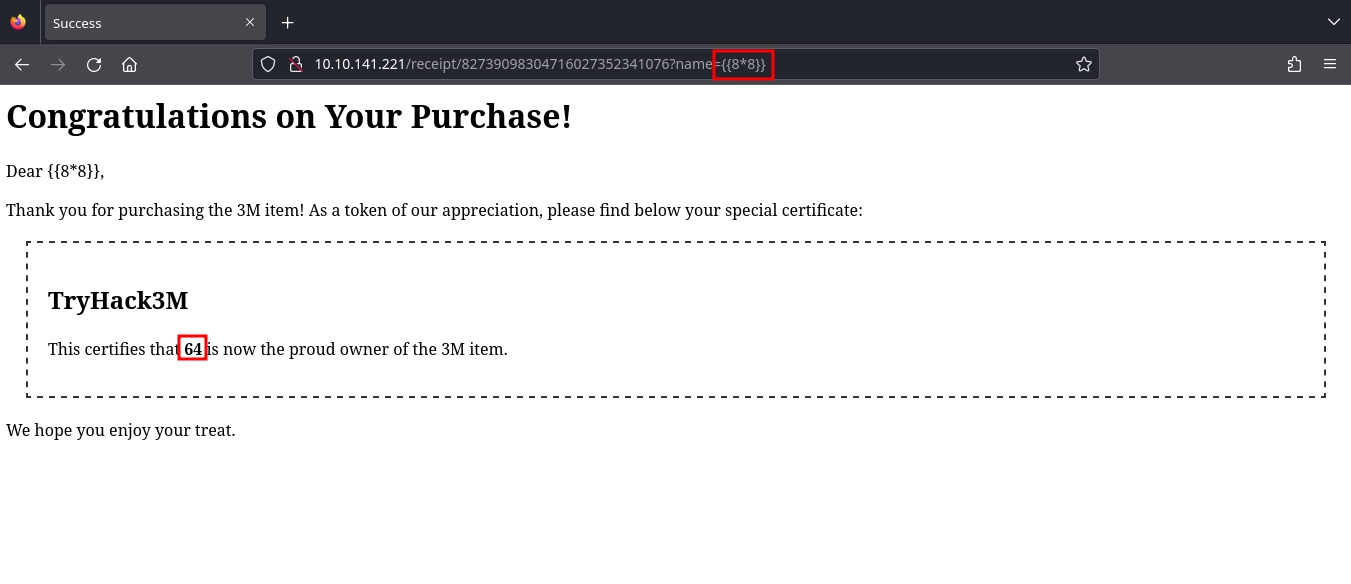 Success
10.10.141.221/receipt/82739098304716027352341076?name={{8*8}}
Congratulations on Your Purchase!
Dear {{8*8}},
Thank you for purchasing the 3M item! As a token of our appreciation, please find below your special certificate:
TryHack3M
This certifies that 64 is now the proud owner of the 3M item.
We hope you enjoy your treat.